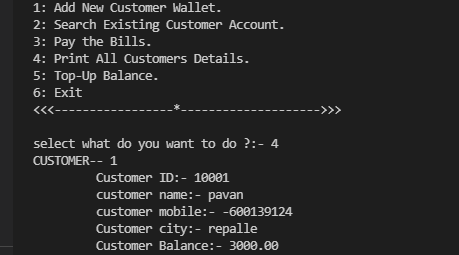 1: Add New Customer Wallet.
2: Search Existing Customer Account.
3: Pay the Bills.
4: Print All Customers Details.
5: Top-Up Balance.
6: Exit
<<<-----------------*-------------------->>>
select what do you want to do ?:- 4
CUSTOMER-- 1
Customer ID:- 10001
customer name:- pavan
customer mobile:- -600139124
Customer city:- repalle
Customer Balance:- 3000.00